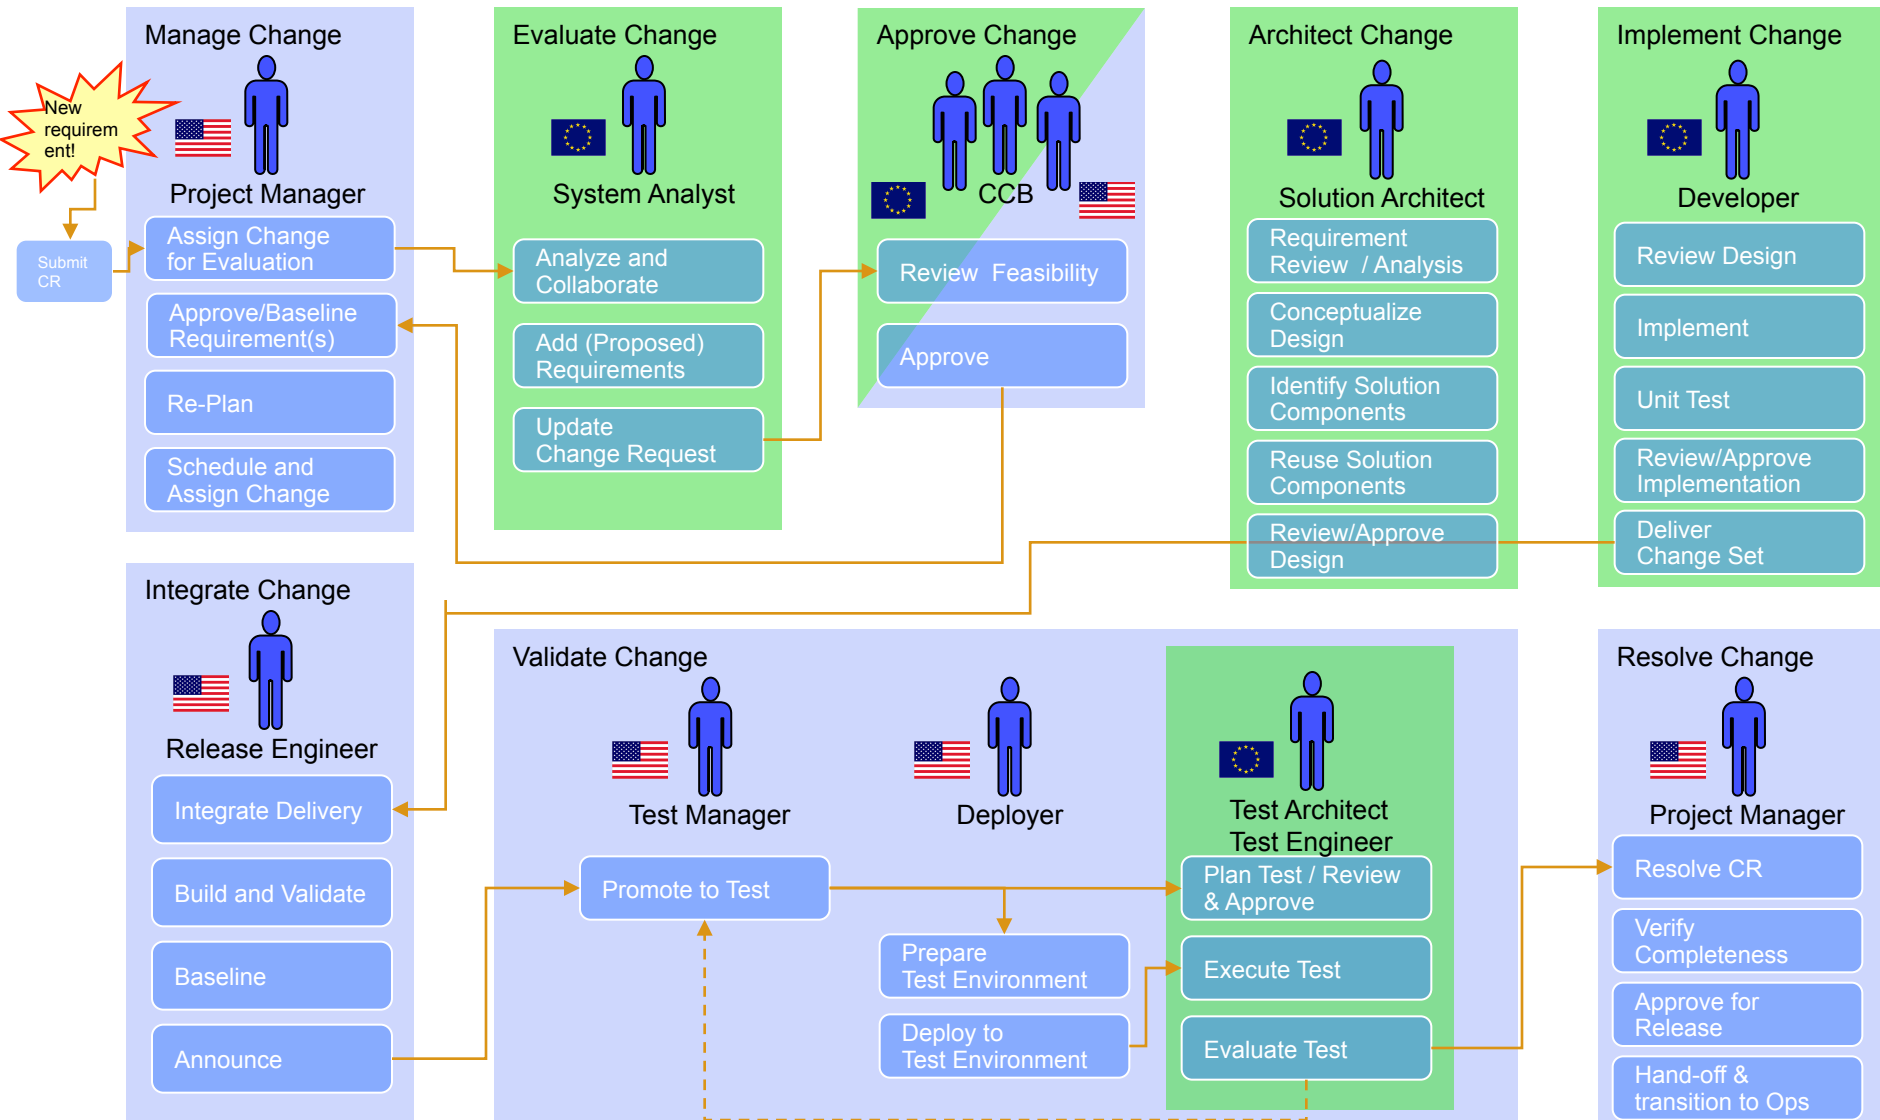 New
requirem
ent!
Submit
CR
Manage Change
Project Manager
Assign Change
for Evaluation
Approve/Baseline
Requirement(s)
Re-Plan
Schedule and
Assign Change
Evaluate Change
System Analyst
Analyze and
Collaborate
Add (Proposed)
Requirements
Update
Change Request
Approve Change
CCB
Review Feasibility
Approve
Architect Change
Solution Architect
Requirement
Review / Analysis
Conceptualize
Design
Identify Solution
Components
Reuse Solution
Components
Review/Approve
Design
Implement Change
Developer
Review Design
Implement
Unit Test
Review/Approve
Implementation
Deliver
Change Set
Integrate Change
Release Engineer
Integrate Delivery
Build and Validate
Baseline
Announce
Validate Change
Test Manager
Promote to Test
Deployer
Prepare
Test Environment
Deploy to
Test Environment
Test Architect
Test Engineer
Plan Test / Review
& Approve
Execute Test
Evaluate Test
Resolve Change
Project Manager
Resolve CR
Verify
Completeness
Approve for
Release
Hand-off &
transition to Ops